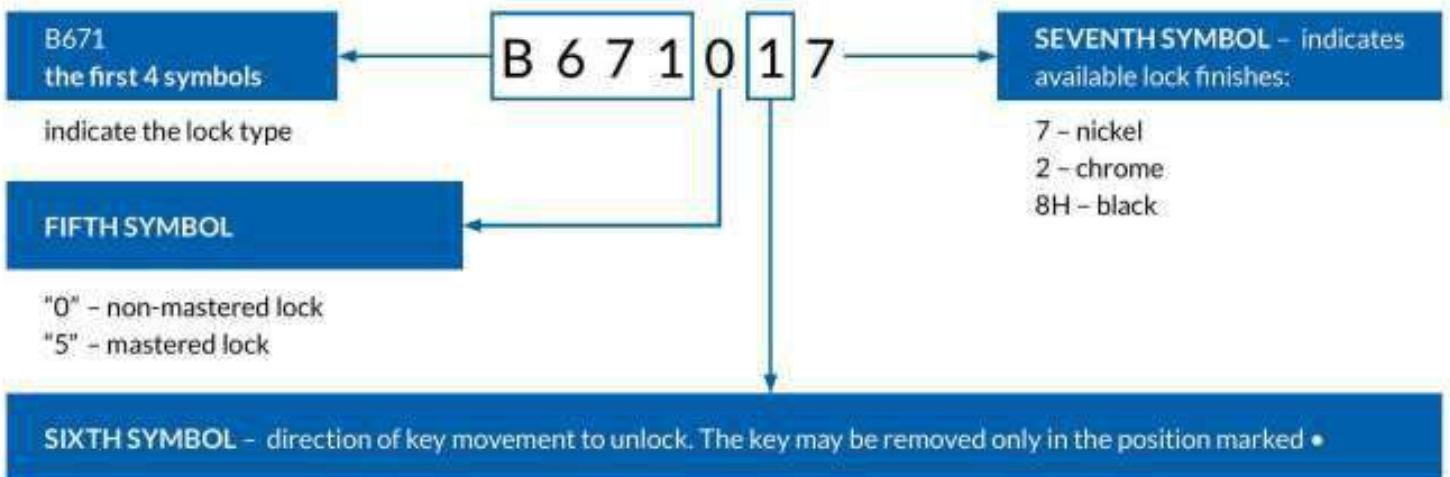 B671
the first 4 symbols
B 6 7 1 0 1 7
SEVENTH SYMBOL – indicates
available lock finishes:
indicate the lock type
7 – nickel
2 – chrome
8H – black
FIFTH SYMBOL
"0" – non-mastered lock
"5" – mastered lock
SIXTH SYMBOL – direction of key movement to unlock. The key may be removed only in the position marked •